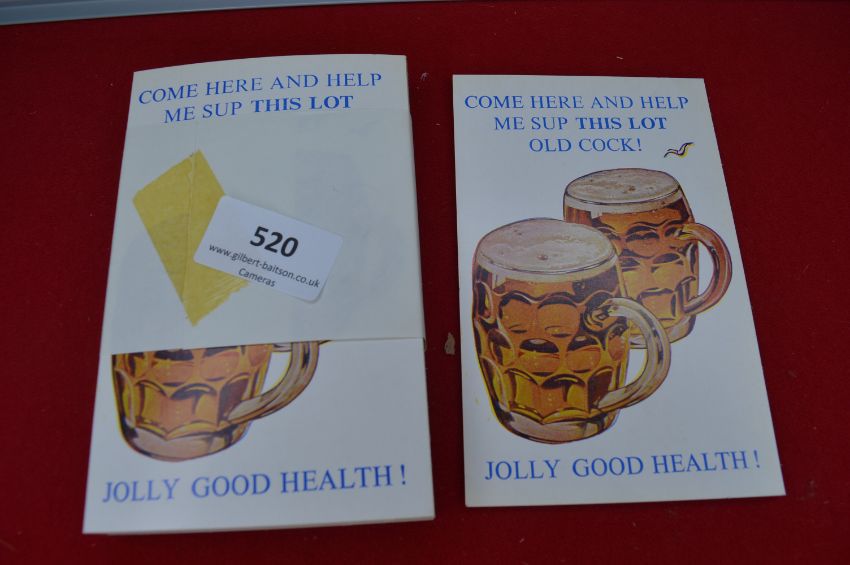 COME HERE AND HELP
ME SUP THIS LOT
520
www.gilbert-baitson.co.uk
Cameras
JOLLY GOOD HEALTH !
COME HERE AND HELP
ME SUP THIS LOT
OLD COCK!
JOLLY GOOD HEALTH !